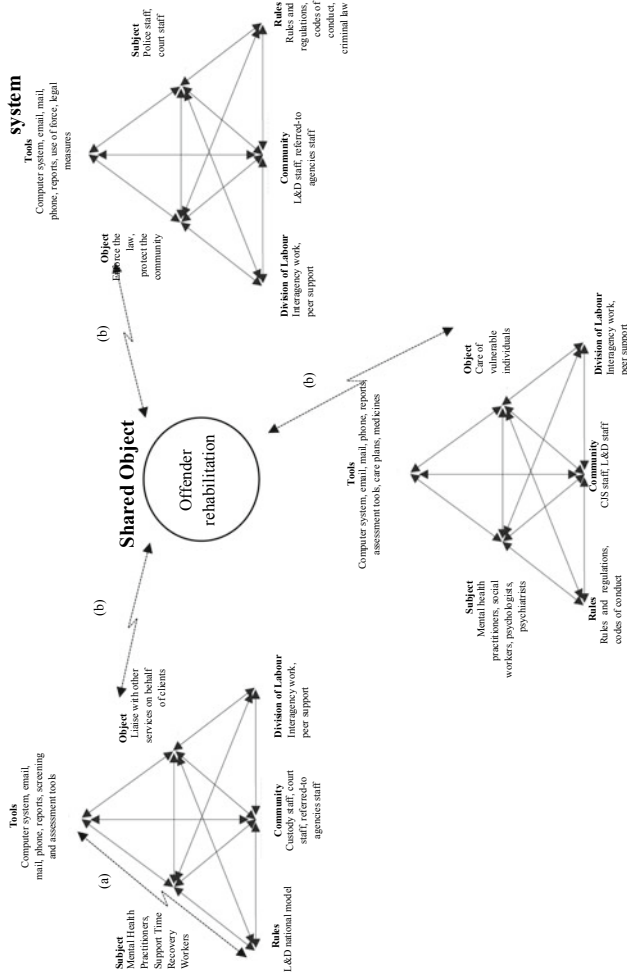 Tools
Computer system, email,
mail, phone, reports, screening
and assessment tools
(a)
Subject
Mental Health
Practitioners,
Support Time
Recovery
Workers
Object
Liaise with other
services on behalf
of clients
Rules
L&D national model
Community
Custody staff, court
staff, referred-to
agencies staff
Division of Labour
Interagency work,
peer support
(b)
Shared Object
Offender
rehabilitation
(b)
(b)
system
Tools
Computer system, email, mail,
phone, reports, use of force, legal
measures
Object
Enforce the
law,
protect the
community
Subject
Police staff,
court staff
Division of Labour
Interagency work,
peer support
Community
L&D staff, referred-to
agencies staff
Rules
Rules and
regulations,
codes of
conduct,
criminal law
Tools
Computer system, email, mail, phone, reports,
assessment tools, care plans, medicines
Subject
Mental health
practitioners, social
workers, psychologists,
psychiatrists
Object
Care of
vulnerable
individuals
Rules
Rules and regulations,
codes of conduct
Community
CJS staff, L&D staff
Division of Labour
Interagency work,
peer support